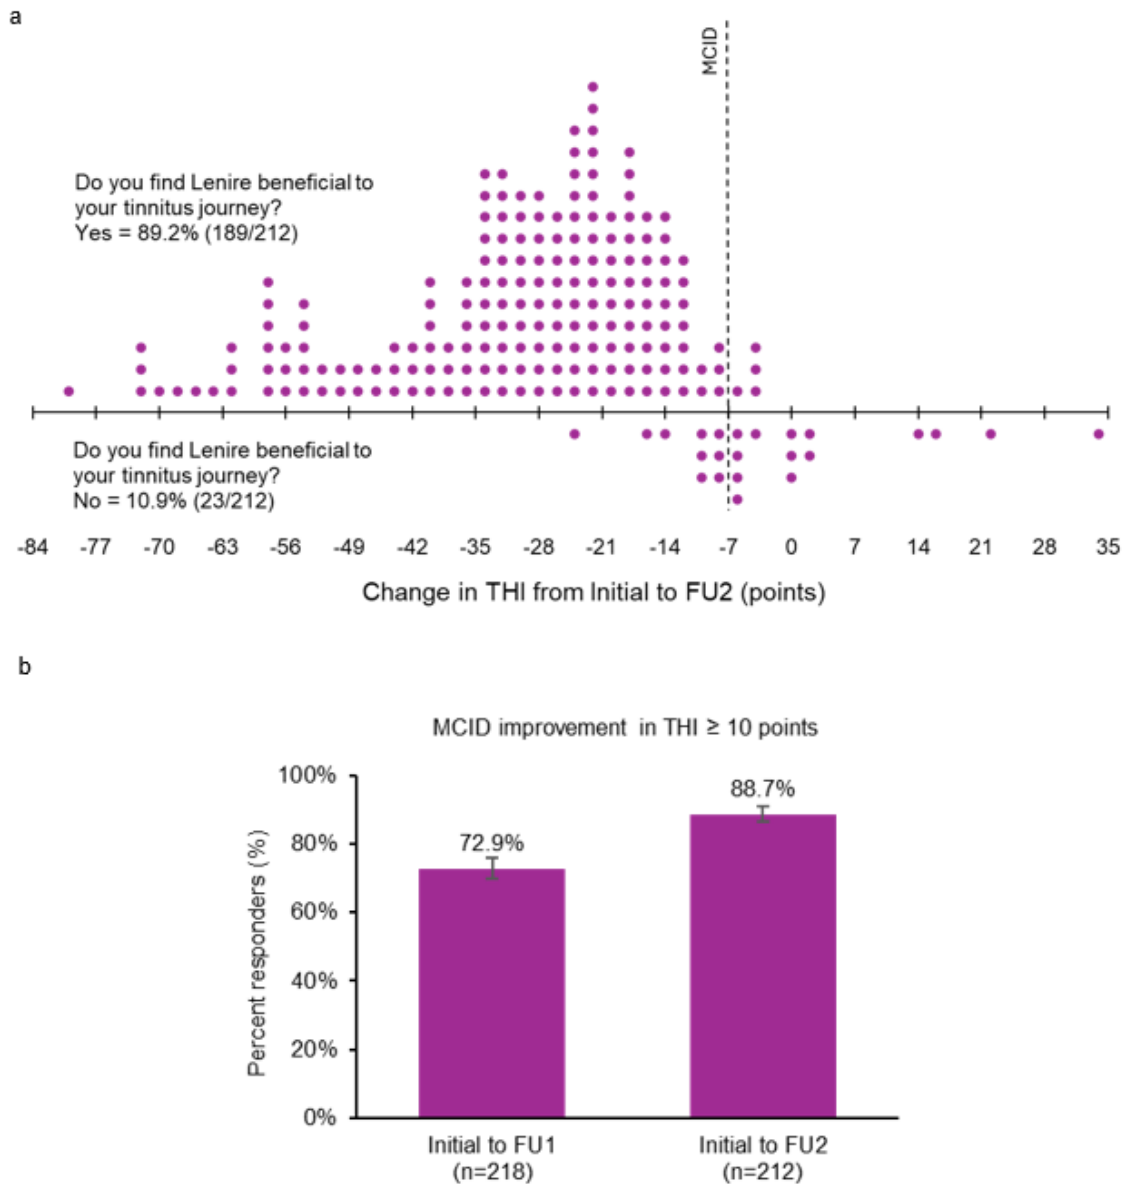 a
MCID
Do you find Lenire beneficial to
your tinnitus journey?
Yes = 89.2% (189/212)
Do you find Lenire beneficial to
your tinnitus journey?
No = 10.9% (23/212)
-84 -77 -70 -63 -56 -49 -42 -35 -28 -21 -14 -7 0 7 14 21 28 35
Change in THI from Initial to FU2 (points)
b
MCID improvement in THI ≥ 10 points
Percent responders (%)
100%
80%
60%
40%
20%
0%
72.9%
88.7%
Initial to FU1
(n=218)
Initial to FU2
(n=212)